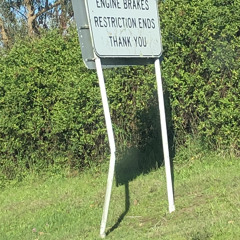 ENGINE BRAKES
RESTRICTION ENDS
THANK YOU